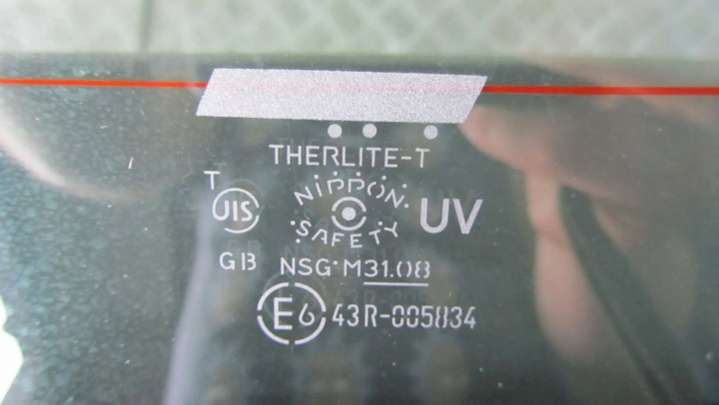 THERLITE-T
T
JIS
NIPPON
SAFETY
UV
GB
NSG·M31.08
E6 43R-005834